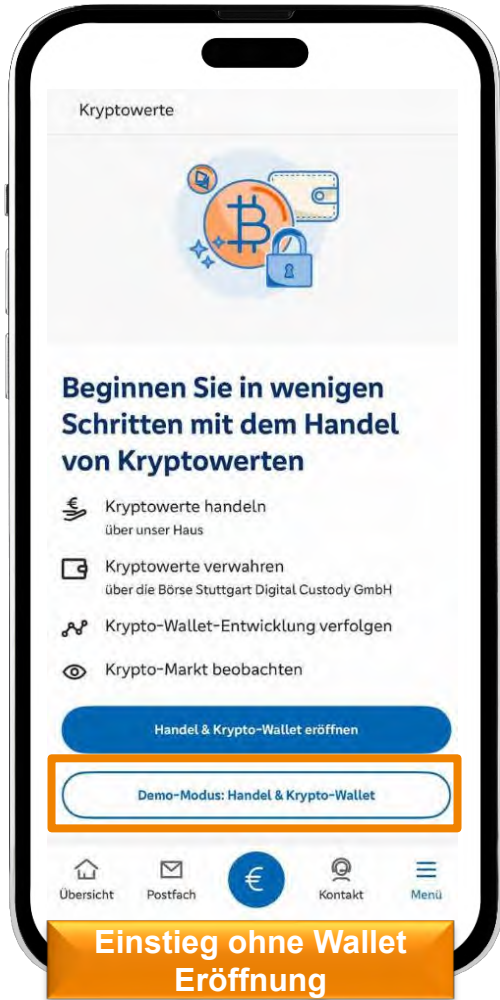 Kryptowerte
Beginnen Sie in wenigen
Schritten mit dem Handel
von Kryptowerten
Kryptowerte handeln
über unser Haus
Kryptowerte verwahren
über die Börse Stuttgart Digital Custody GmbH
Krypto-Wallet-Entwicklung verfolgen
Krypto-Markt beobachten
Handel & Krypto-Wallet eröffnen
Demo-Modus: Handel & Krypto-Wallet
€
Übersicht Postfach Kontakt Menü
Einstieg ohne Wallet
Eröffnung